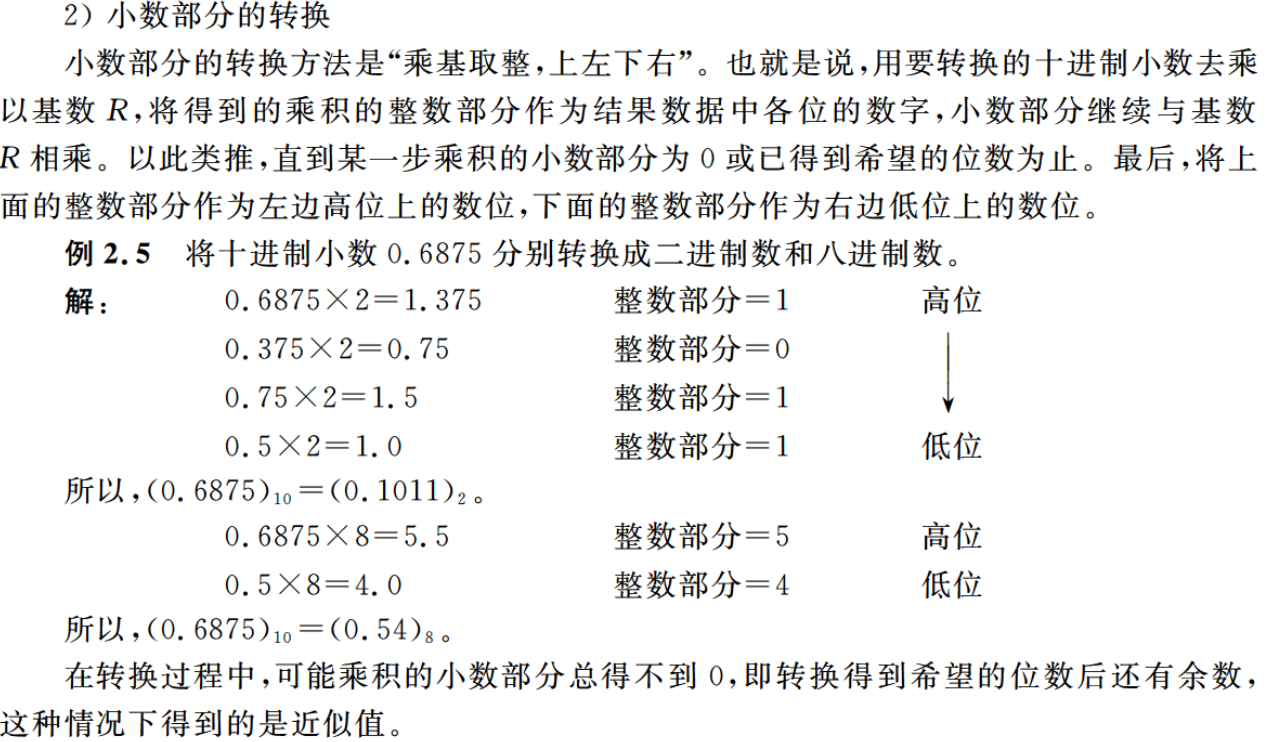 2) 小数部分的转换
小数部分的转换方法是“乘基取整,上左下右”。也就是说,用要转换的十进制小数去乘
以基数 R,将得到的乘积的整数部分作为结果数据中各位的数字,小数部分继续与基数
R 相乘。以此类推,直到某一步乘积的小数部分为 0 或已得到希望的位数为止。最后,将上
面的整数部分作为左边高位上的数位,下面的整数部分作为右边低位上的数位。
例 2.5 将十进制小数 0.6875 分别转换成二进制数和八进制数。
解: 0.6875×2=1.375 整数部分=1 高位
0.375×2=0.75 整数部分=0
0.75×2=1.5 整数部分=1
0.5×2=1.0 整数部分=1 低位
所以,(0.6875)₁₀=(0.1011)₂。
0.6875×8=5.5 整数部分=5 高位
0.5×8=4.0 整数部分=4 低位
所以,(0.6875)₁₀=(0.54)₈。
在转换过程中,可能乘积的小数部分总得不到 0,即转换得到希望的位数后还有余数,
这种情况下得到的是近似值。